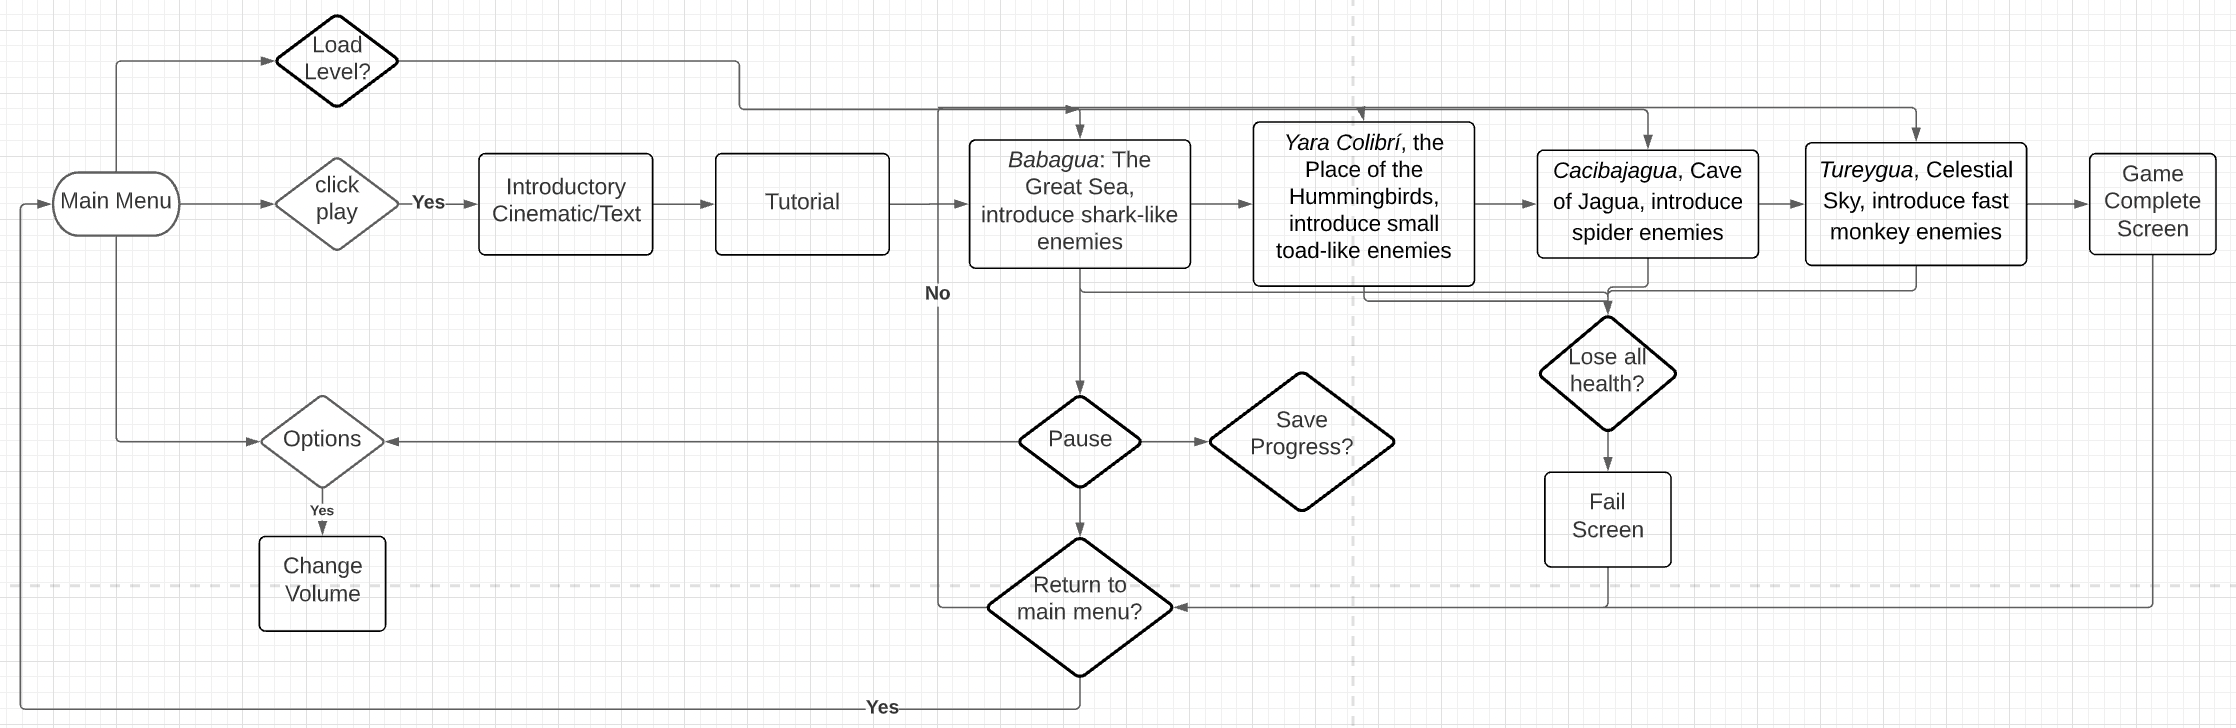 Load
Level?
Main Menu
click
play
Yes
Introductory
Cinematic/Text
Tutorial
Babagua: The
Great Sea,
introduce shark-like
enemies
Yara Colibrí, the
Place of the
Hummingbirds,
introduce small
toad-like enemies
Cacibajagua, Cave
of Jagua, introduce
spider enemies
Tureygua, Celestial
Sky, introduce fast
monkey enemies
Game
Complete
Screen
No
Lose all
health?
Options
Pause
Save
Progress?
Yes
Fail
Screen
Change
Volume
Return to
main menu?
Yes